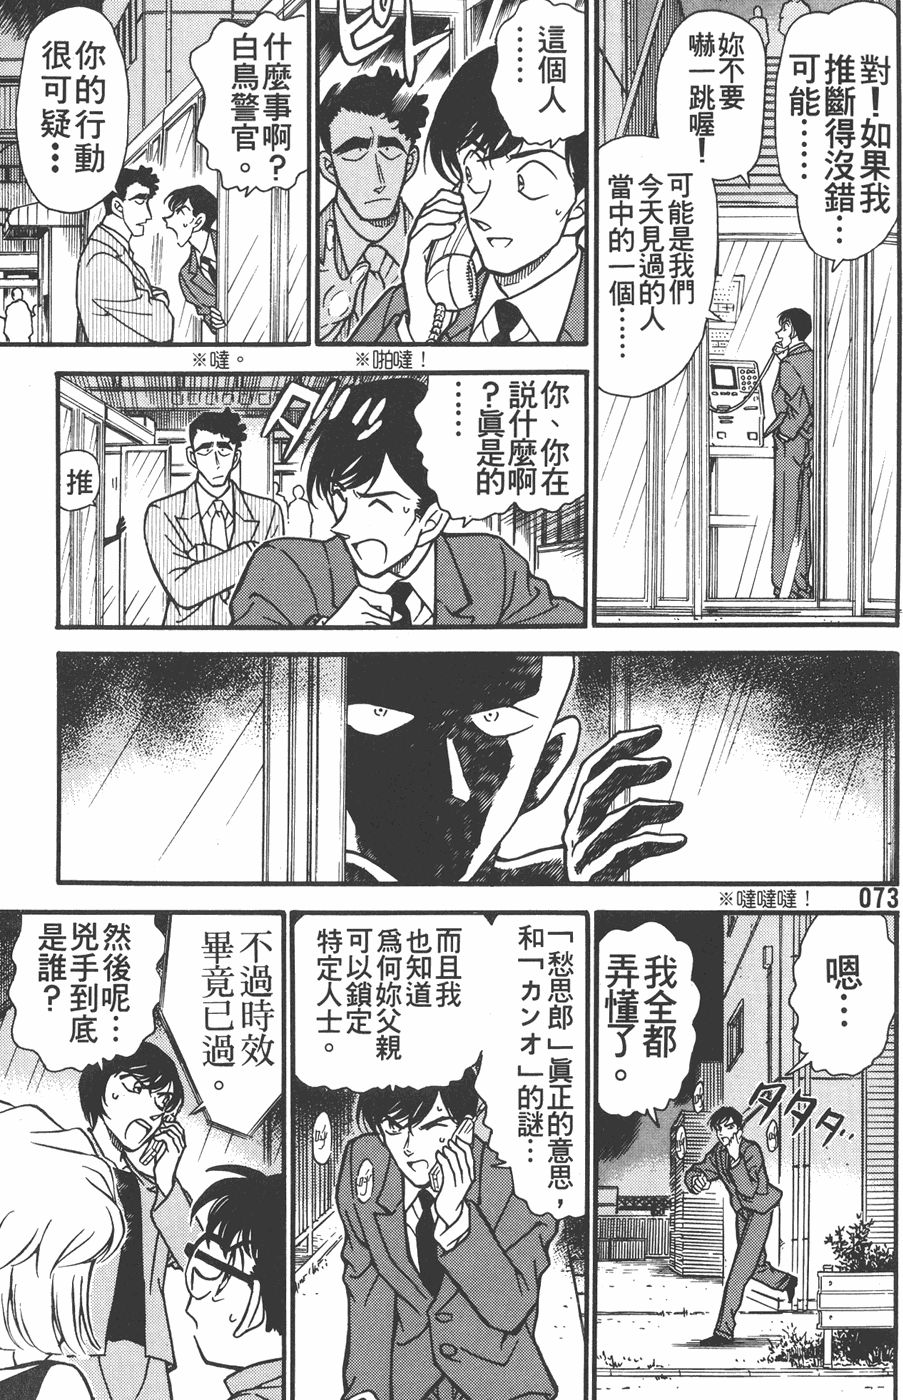 對！如果我
推斷得沒錯…
可能……
妳不要
嚇一跳喔！
可能是我們
今天見過的人
當中的一個……
這個人
……
什麼事啊？
白鳥警官。
你的行動
很可疑…
※啪噠！
※噠。
你、你在
說什麼啊
？真是的
……
推
073
※噠噠噠！
嗯…
我全都
弄懂了。
タタタタ
「愁思郎」真正的意思，
和「カンオ」的謎…
而且我
也知道
為何妳父親
可以鎖定
特定人士。
不過時效
畢竟已過。
然後呢…
兇手到底
是誰？